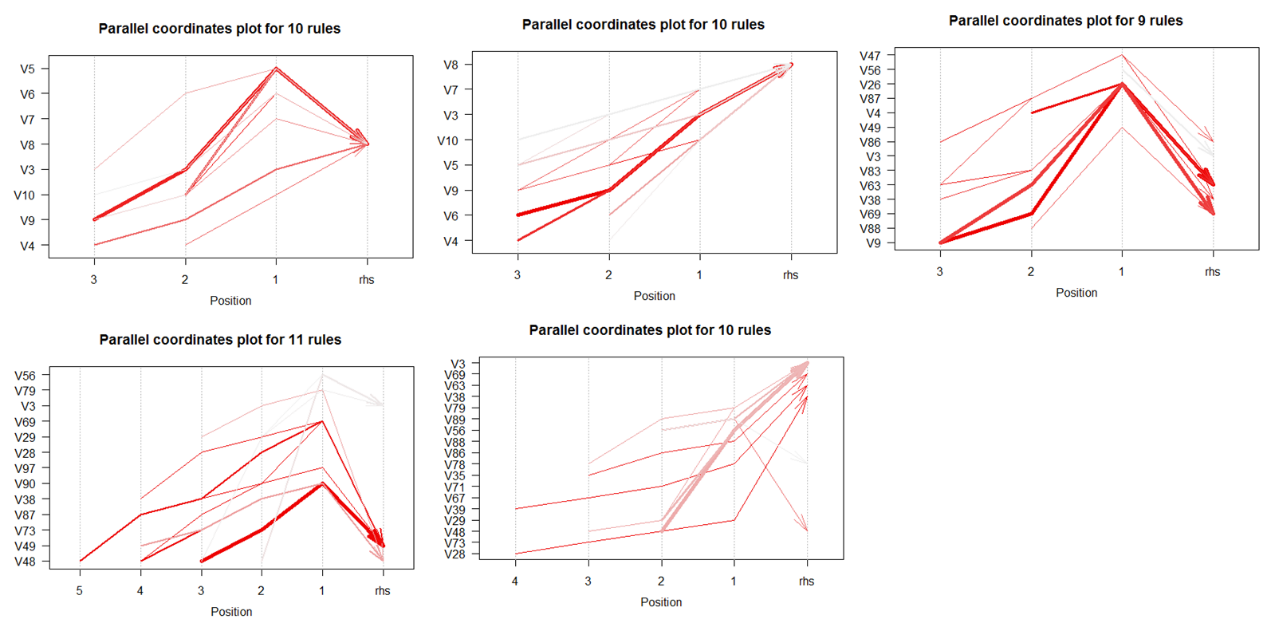 Parallel coordinates plot for 10 rules
V5
V6
V7
V8
V3
V10
V9
V4
3 2 1 rhs
Position
Parallel coordinates plot for 10 rules
V8
V7
V3
V10
V5
V9
V6
V4
3 2 1 rhs
Position
Parallel coordinates plot for 9 rules
V47
V56
V26
V87
V4
V49
V86
V3
V83
V63
V38
V69
V88
V9
3 2 1 rhs
Position
Parallel coordinates plot for 11 rules
V56
V79
V3
V69
V29
V28
V97
V90
V38
V87
V73
V49
V48
5 4 3 2 1 rhs
Position
Parallel coordinates plot for 10 rules
V3
V69
V63
V38
V79
V89
V56
V88
V86
V78
V35
V71
V67
V39
V29
V48
V73
V28
4 3 2 1 rhs
Position